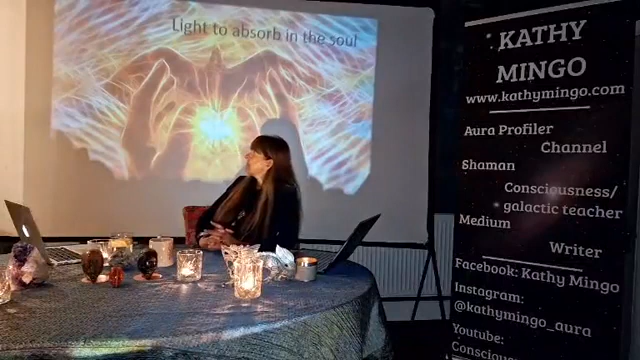 Light to absorb in the soul
KATHY
MINGO
www.kathymingo.com
Aura Profiler
Channel
Shaman
Consciousness/
galactic teacher
Medium
Writer
Facebook: Kathy Mingo
Instagram:
@kathymingo_aura
Youtube: